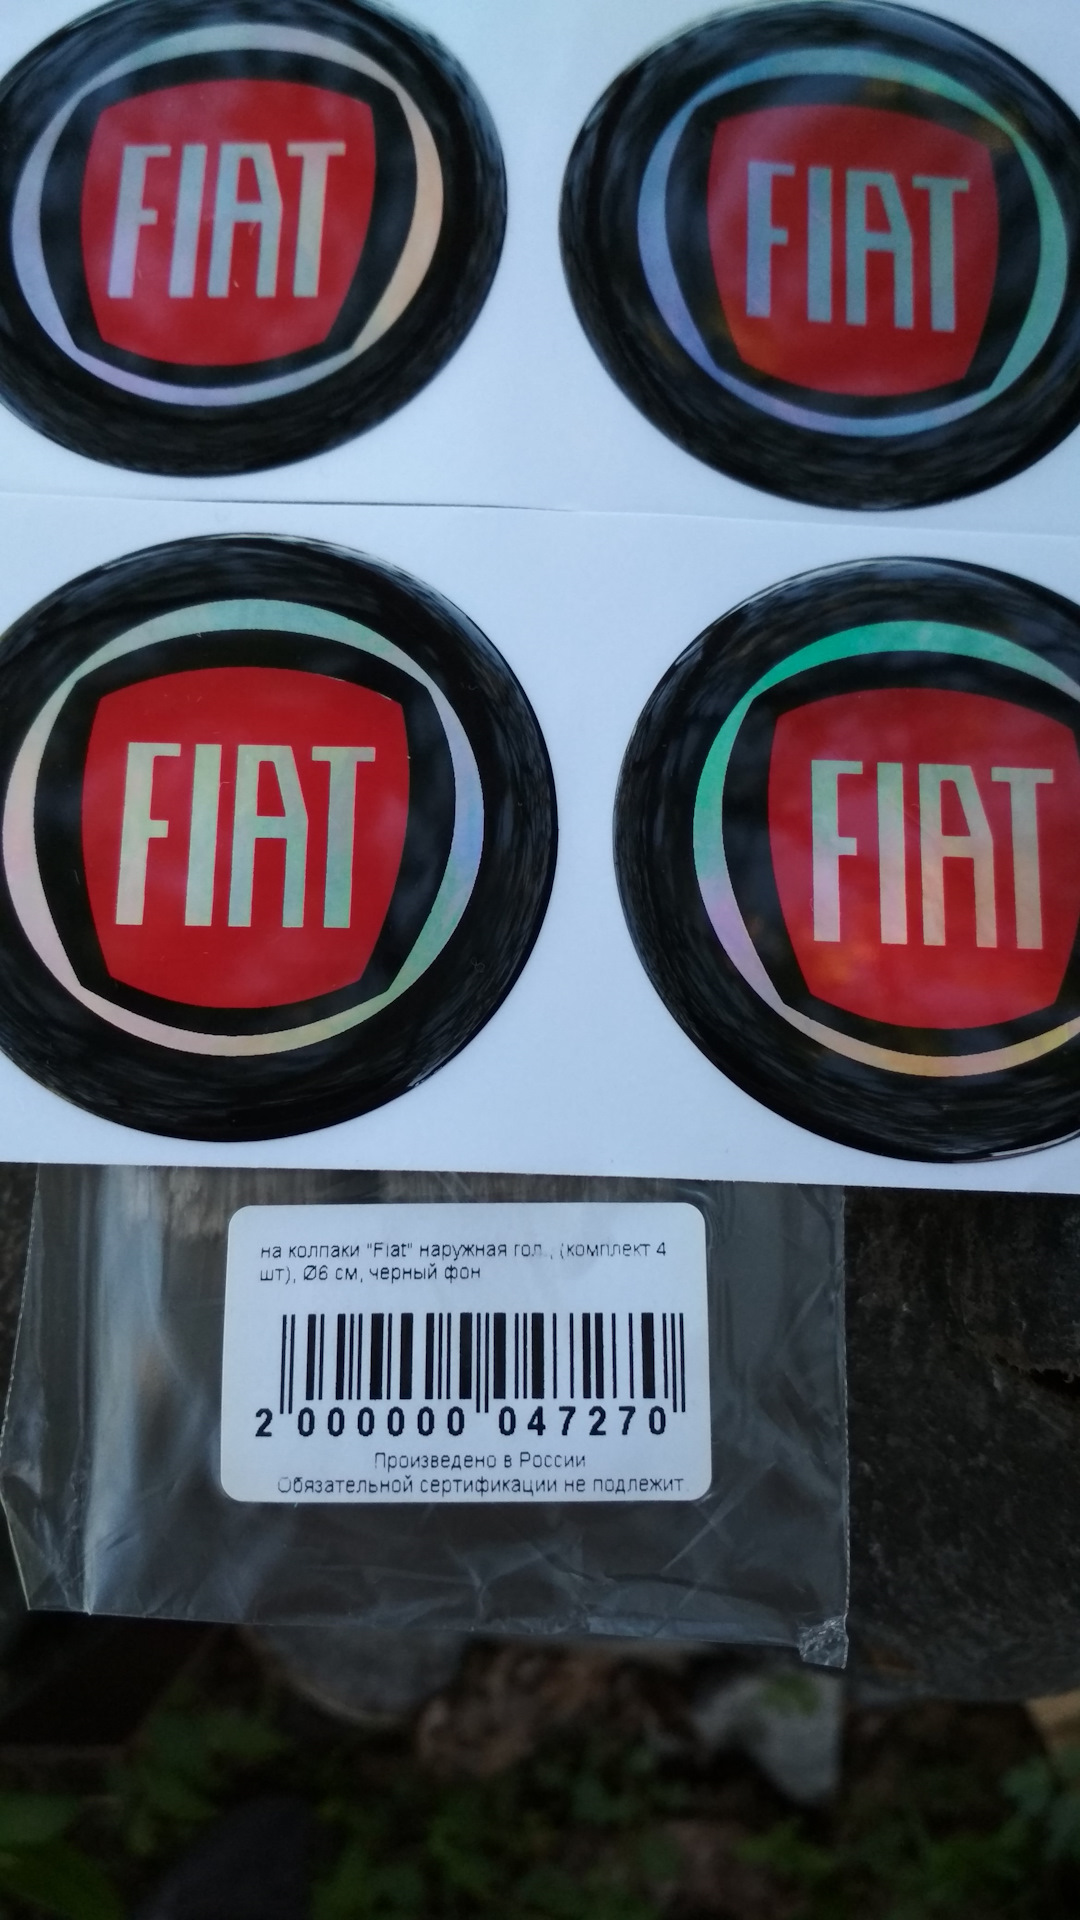 FIAT
FIAT
FIAT
FIAT
на колпаки "Fiat" наружная гол., (комплект 4
шт), Ø6 см, черный фон
2 000000 047270
Произведено в России
Обязательной сертификации не подлежит.